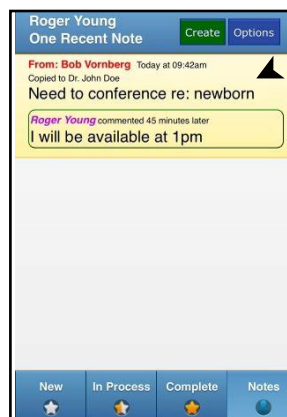 Roger Young
One Recent Note
Create
Options
From: Bob Vornberg Today at 09:42am
Copied to Dr. John Doe
Need to conference re: newborn
Roger Young commented 45 minutes later
I will be available at 1pm
New
In Process
Complete
Notes